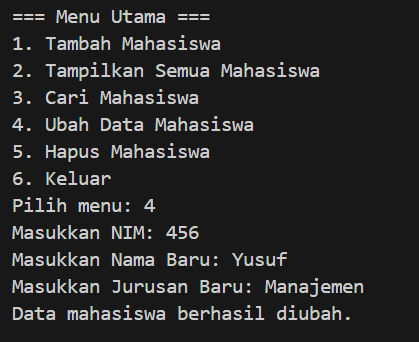 === Menu Utama ===
1. Tambah Mahasiswa
2. Tampilkan Semua Mahasiswa
3. Cari Mahasiswa
4. Ubah Data Mahasiswa
5. Hapus Mahasiswa
6. Keluar
Pilih menu: 4
Masukkan NIM: 456
Masukkan Nama Baru: Yusuf
Masukkan Jurusan Baru: Manajemen
Data mahasiswa berhasil diubah.